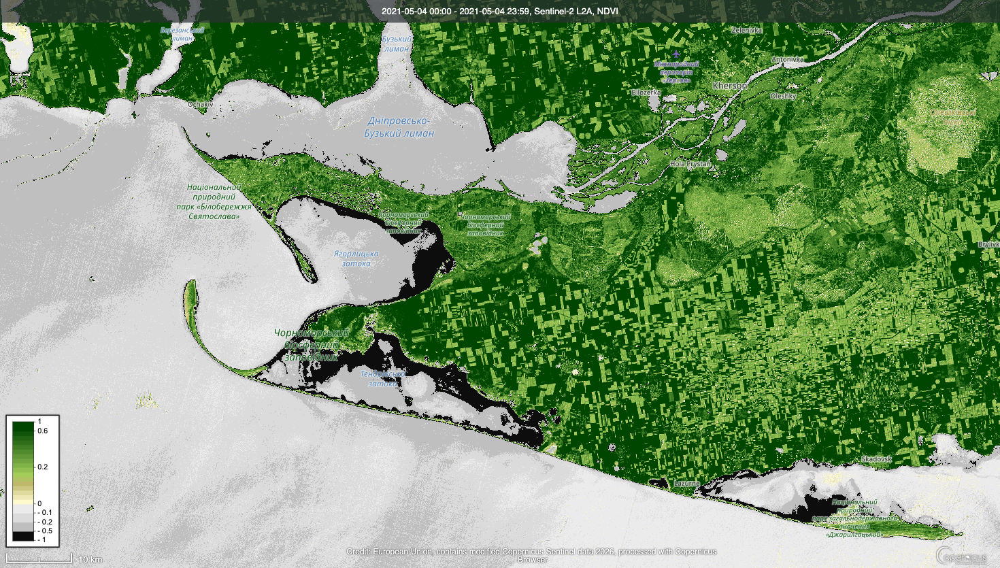 2021-05-04 00:00 - 2021-05-04 23:59, Sentinel-2 L2A, NDVI
Березанський
лиман
Бузький
лиман
Zelenivka
Міжнародний
аеропорт
«Херсон»
Antonivka
Kherson
Bilozerka
Oleshky
Ochakiv
Дніпровсько-
Бузький лиман
Hola Prystan
Національний
природний
парк «Білобережжя
Святослава»
Чорноморський
біосферний
заповідник
Чорноморський
біосферний
заповідник
Ягорлицька
затока
Brylivk
Чорноморський
біосферний
заповідник
Тендрівська
затока
Skadovsk
Lazurne
Національний
природний
парк загальнодержавного
значення
«Джарилгацький»
1
0.6
0.2
0
- 0.1
- 0.2
- 0.5
- 1
10 km
Credit: European Union, contains modified Copernicus Sentinel data 2026, processed with Copernicus
Browser
opernicus